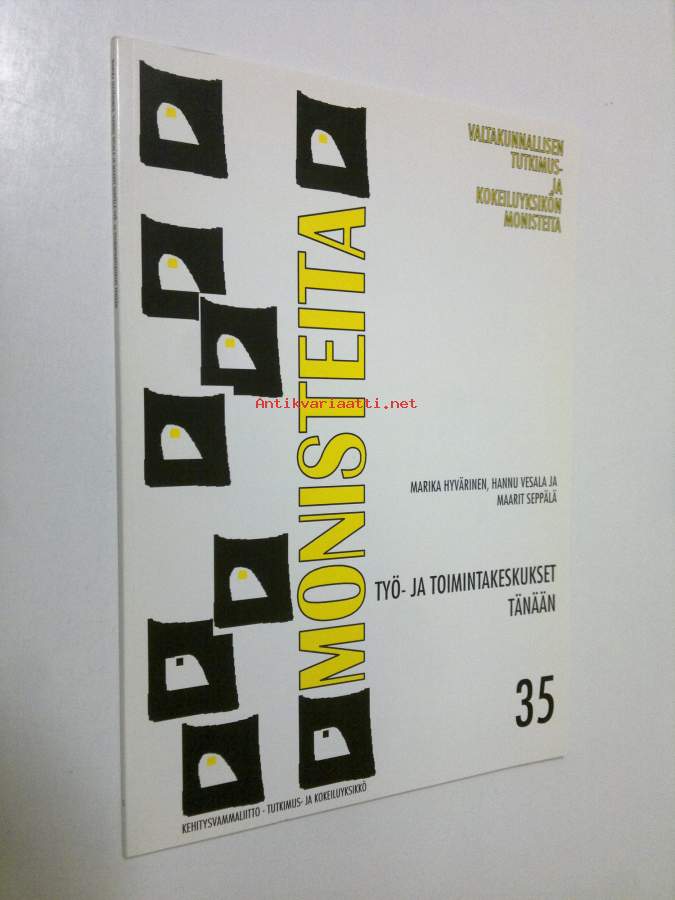 VALTAKUNNALLISEN
TUTKIMUS-
JA
KOKEILUYKSIKÖN
MONISTEITA
MONISTEITA
Antikvariaatti.net
MARIKA HYVÄRINEN, HANNU VESALA JA
MAARIT SEPPÄLÄ
TYÖ- JA TOIMINTAKESKUKSET
TÄNÄÄN
35
KEHITYSVAMMALIITTO - TUTKIMUS- JA KOKEILUYKSIKKÖ